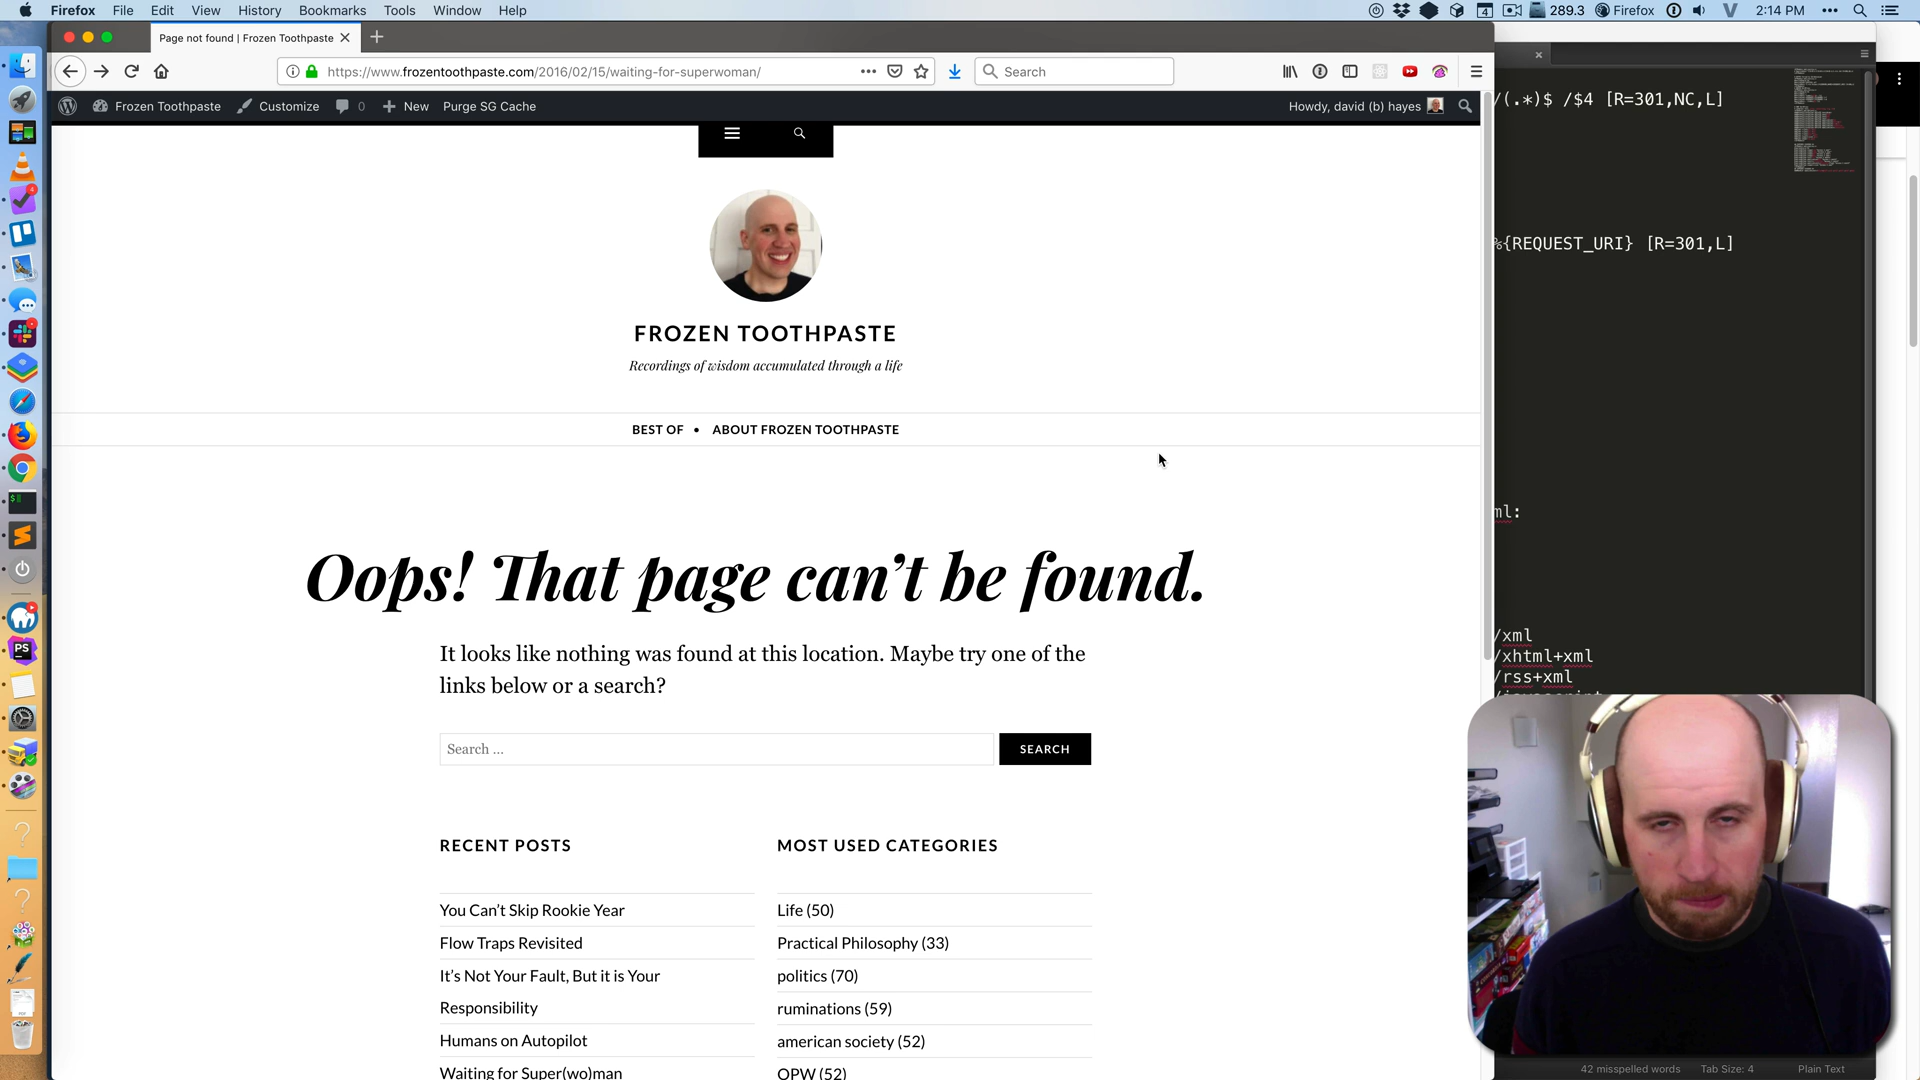 Firefox File Edit View History Bookmarks Tools Window Help
4
289.3
Firefox
2:14 PM
Page not found | Frozen Toothpaste
https://www.frozentoothpaste.com/2016/02/15/waiting-for-superwoman/
Search
Frozen Toothpaste
Customize
0
New
Purge SG Cache
Howdy, david (b) hayes
FROZEN TOOTHPASTE
Recordings of wisdom accumulated through a life
BEST OF • ABOUT FROZEN TOOTHPASTE
Oops! That page can't be found.
It looks like nothing was found at this location. Maybe try one of the
links below or a search?
Search ...
SEARCH
RECENT POSTS
You Can't Skip Rookie Year
Flow Traps Revisited
It's Not Your Fault, But it is Your
Responsibility
Humans on Autopilot
Waiting for Super(wo)man
MOST USED CATEGORIES
Life (50)
Practical Philosophy (33)
politics (70)
ruminations (59)
american society (52)
OPW (52)
/(.*)$ /$4 [R=301,NC,L]
%{REQUEST_URI} [R=301,L]
ml:
/xml
/xhtml+xml
/rss+xml
42 misspelled words
Tab Size: 4
Plain Text
PS